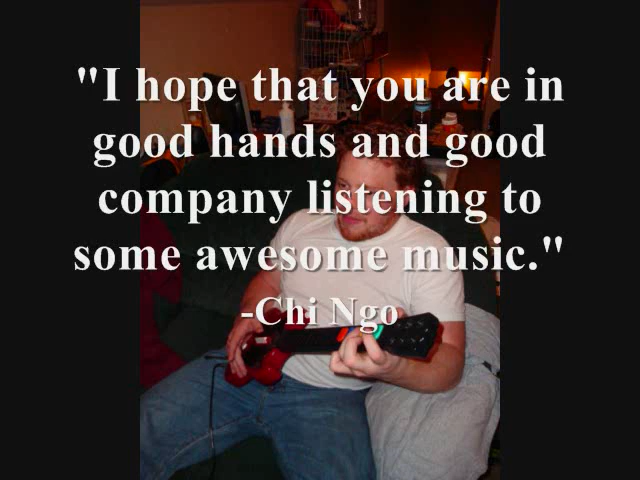 "I hope that you are in
good hands and good
company listening to
some awesome music."
-Chi Ngo